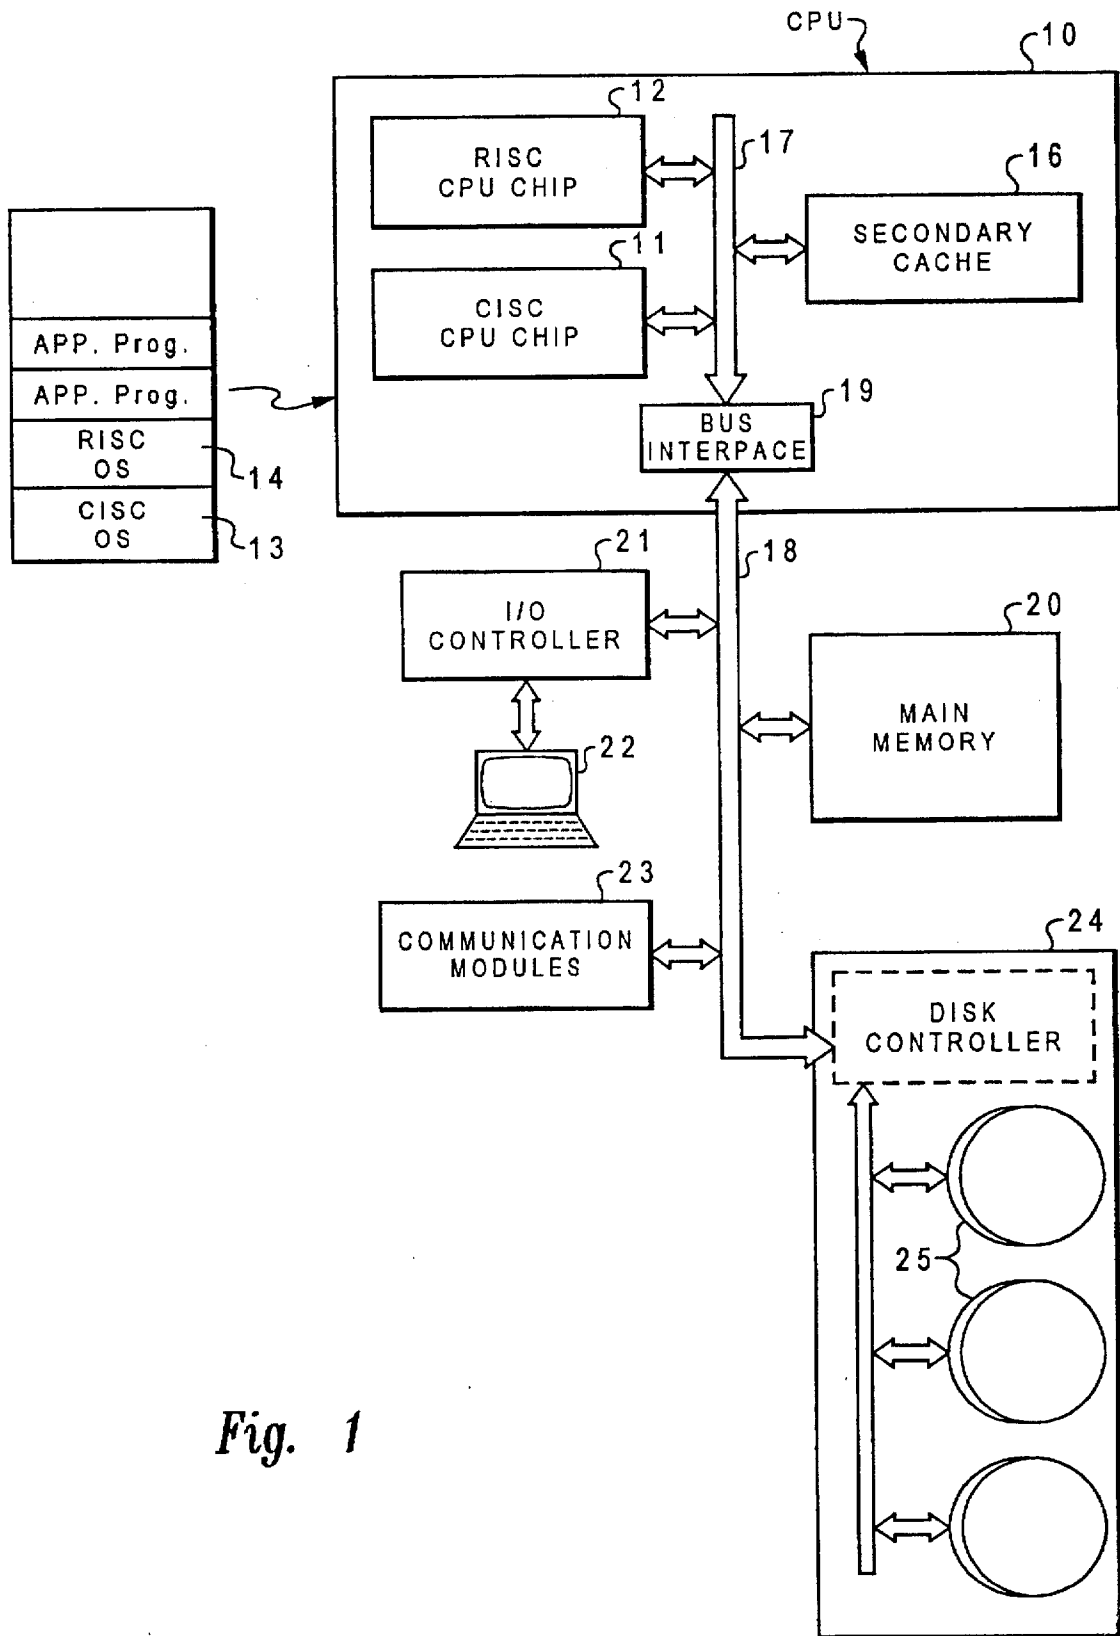 CPU
10
12
RISC
CPU CHIP
17
16
SECONDARY
CACHE
11
CISC
CPU CHIP
APP. Prog.
APP. Prog.
RISC
OS
14
CISC
OS
13
19
BUS
INTERPACE
18
21
I/O
CONTROLLER
20
MAIN
MEMORY
22
23
COMMUNICATION
MODULES
24
DISK
CONTROLLER
25
Fig. 1